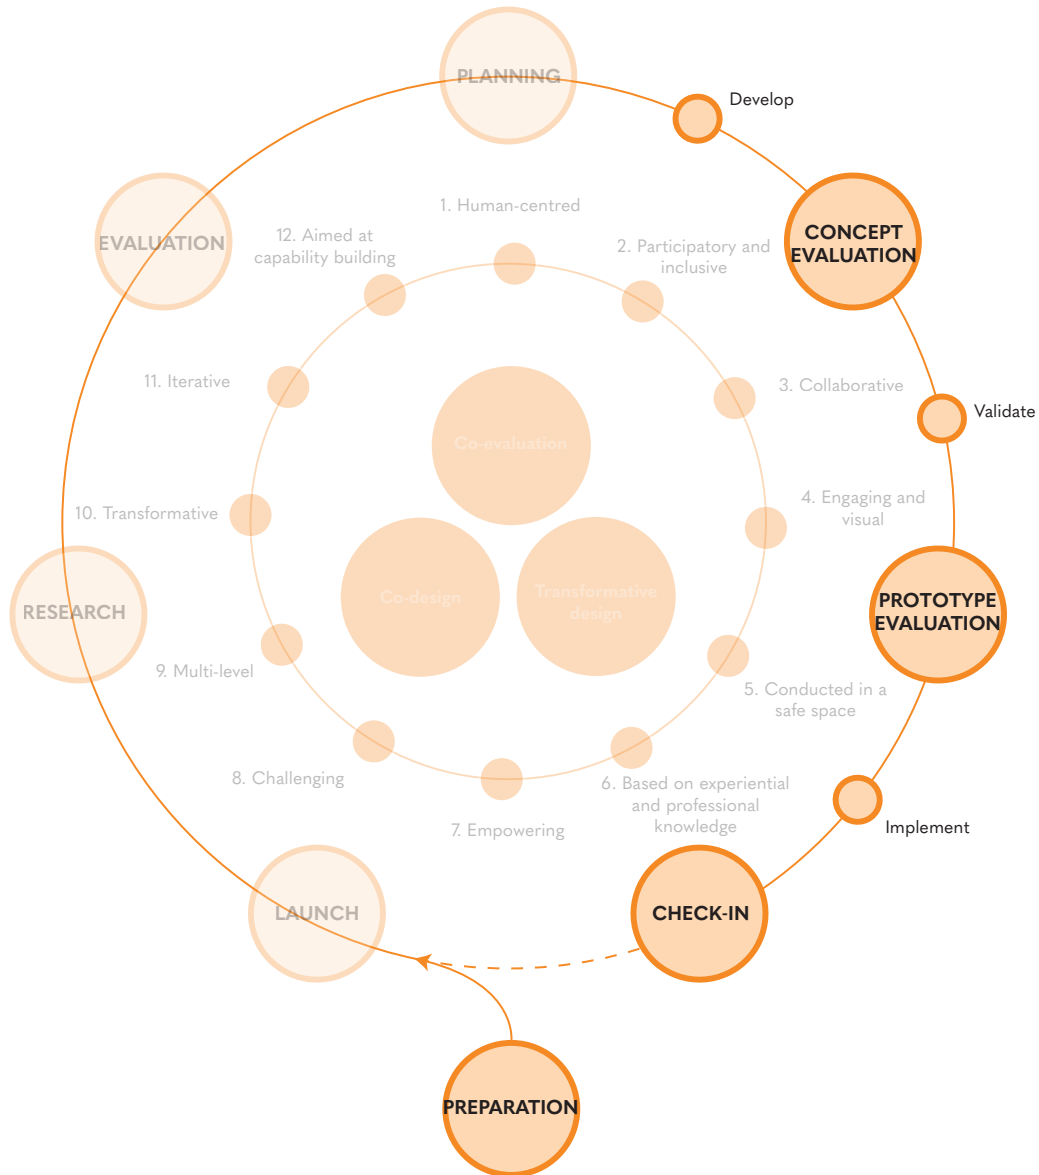 PLANNING
Develop
CONCEPT
EVALUATION
EVALUATION
1. Human-centred
12. Aimed at
capability building
2. Participatory and
inclusive
11. Iterative
3. Collaborative
Validate
Co-evaluation
10. Transformative
4. Engaging and
visual
Co-design
Transformative
design
RESEARCH
PROTOTYPE
EVALUATION
9. Multi-level
5. Conducted in a
safe space
8. Challenging
6. Based on experiential
and professional
knowledge
7. Empowering
Implement
LAUNCH
CHECK-IN
PREPARATION